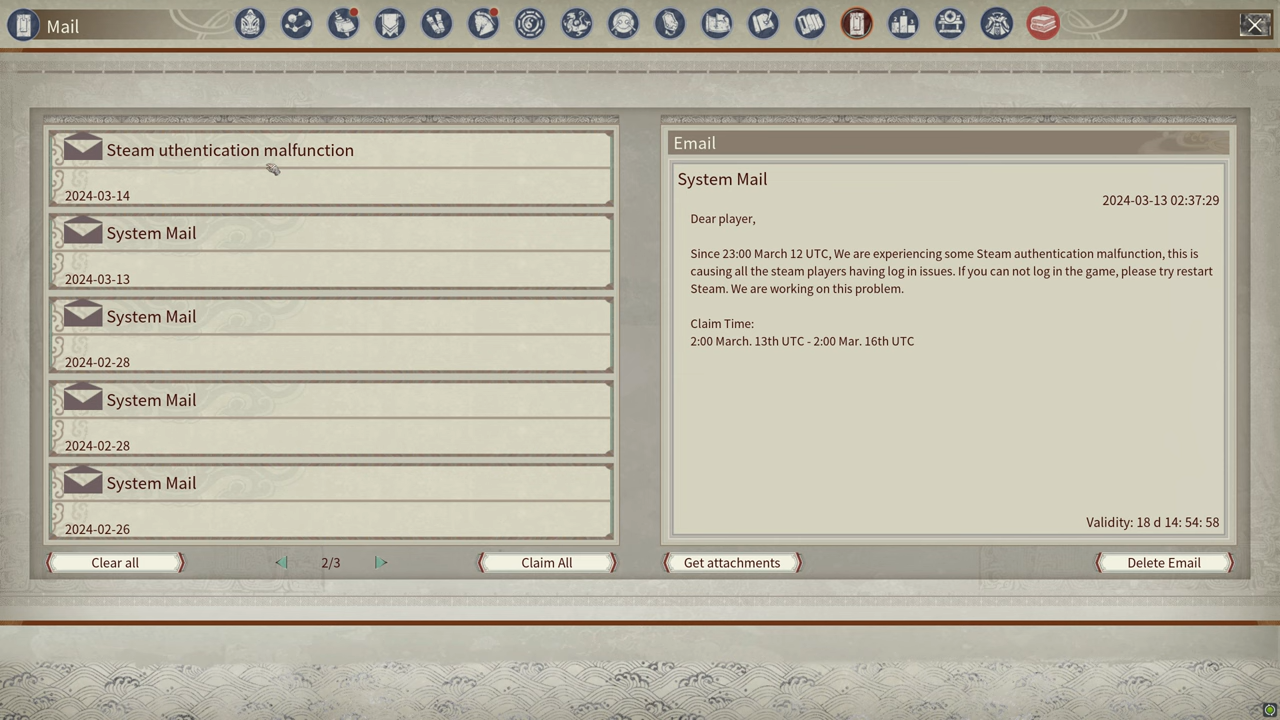 Mail
Steam uthentication malfunction
2024-03-14
System Mail
2024-03-13
System Mail
2024-02-28
System Mail
2024-02-28
System Mail
2024-02-26
Clear all
2/3
Claim All
Email
System Mail
2024-03-13 02:37:29
Dear player,
Since 23:00 March 12 UTC, We are experiencing some Steam authentication malfunction, this is
causing all the steam players having log in issues. If you can not log in the game, please try restart
Steam. We are working on this problem.
Claim Time:
2:00 March. 13th UTC - 2:00 Mar. 16th UTC
Validity: 18 d 14: 54: 58
Get attachments
Delete Email